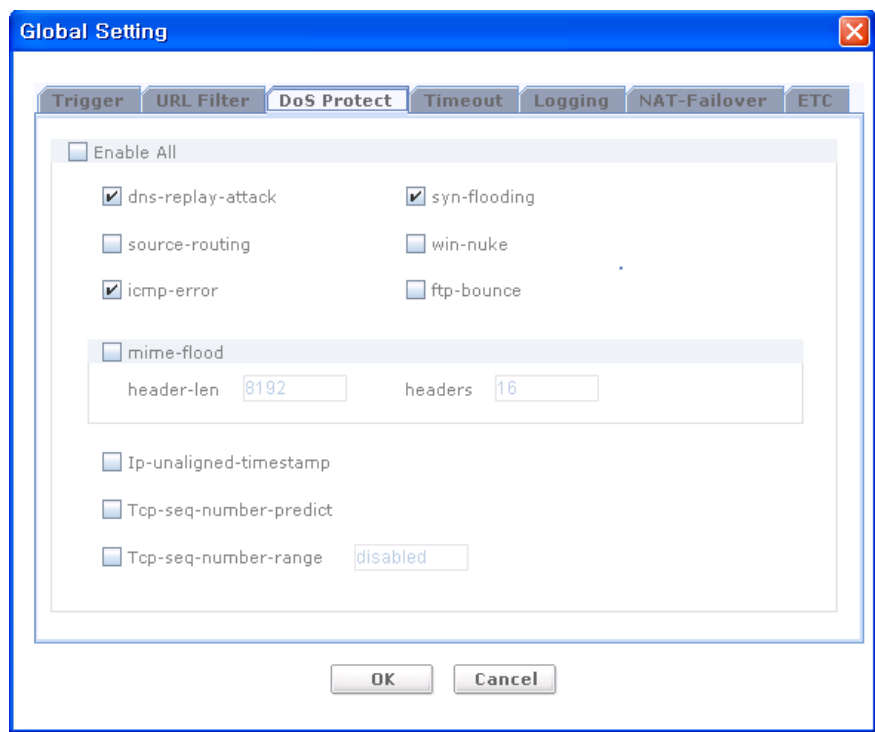 Global Setting
Trigger URL Filter DoS Protect Timeout Logging NAT-Failover ETC
Enable All
dns-replay-attack syn-flooding
source-routing win-nuke
icmp-error ftp-bounce
mime-flood
header-len 8192 headers 16
Ip-unaligned-timestamp
Tcp-seq-number-predict
Tcp-seq-number-range disabled
OK Cancel